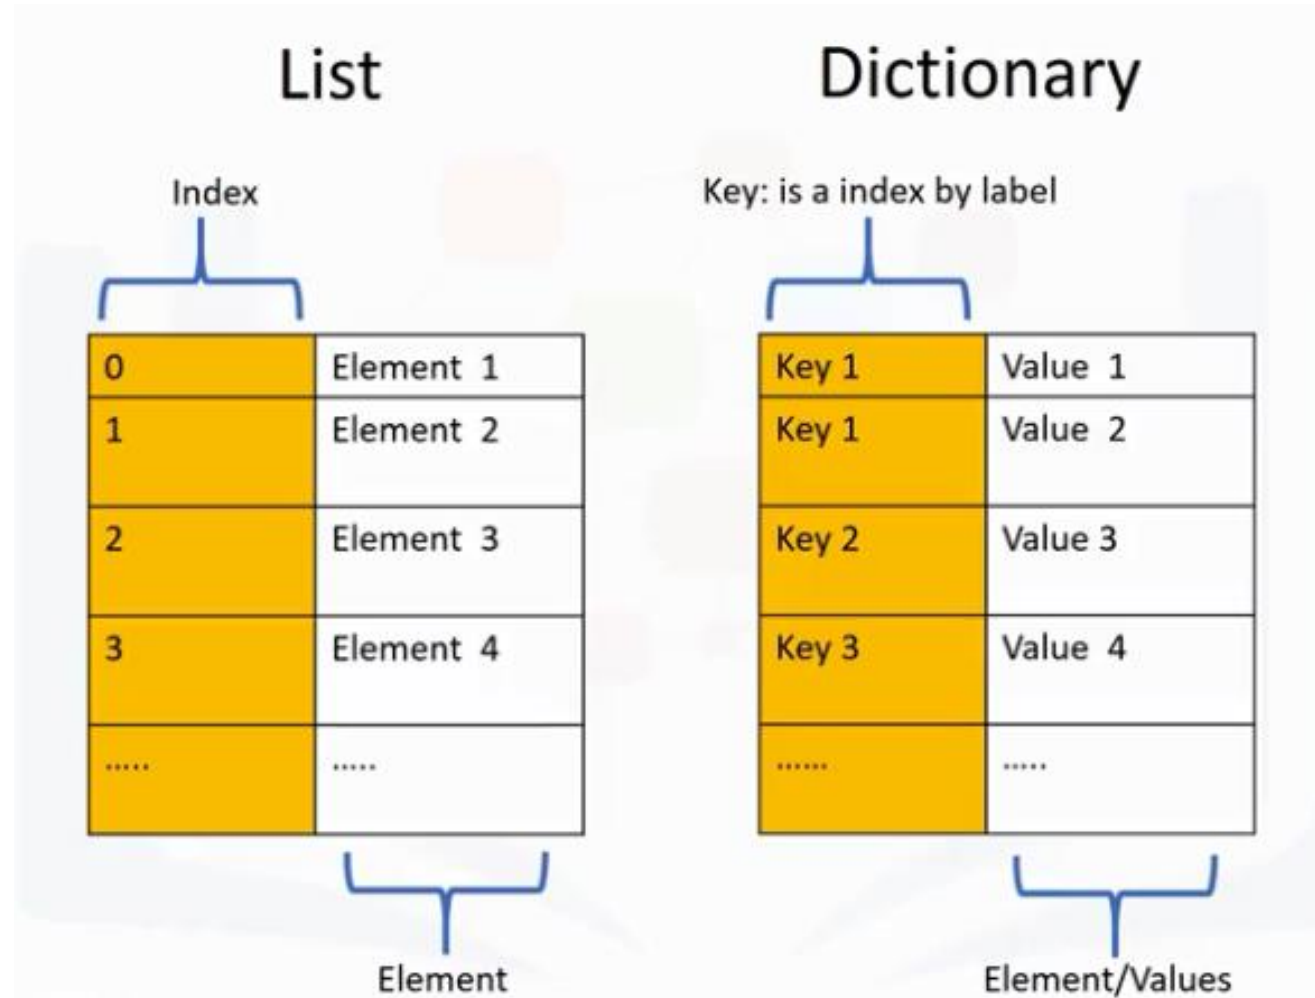 List
Index
0 Element 1
1 Element 2
2 Element 3
3 Element 4
..... .....
Element
Dictionary
Key: is a index by label
Key 1 Value 1
Key 1 Value 2
Key 2 Value 3
Key 3 Value 4
...... .....
Element/Values